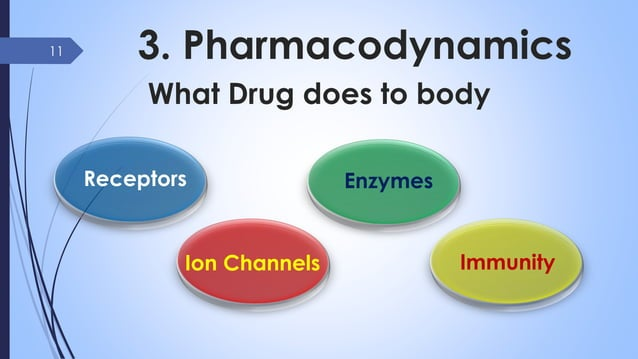 11
3. Pharmacodynamics
What Drug does to body
Receptors
Enzymes
Ion Channels
Immunity